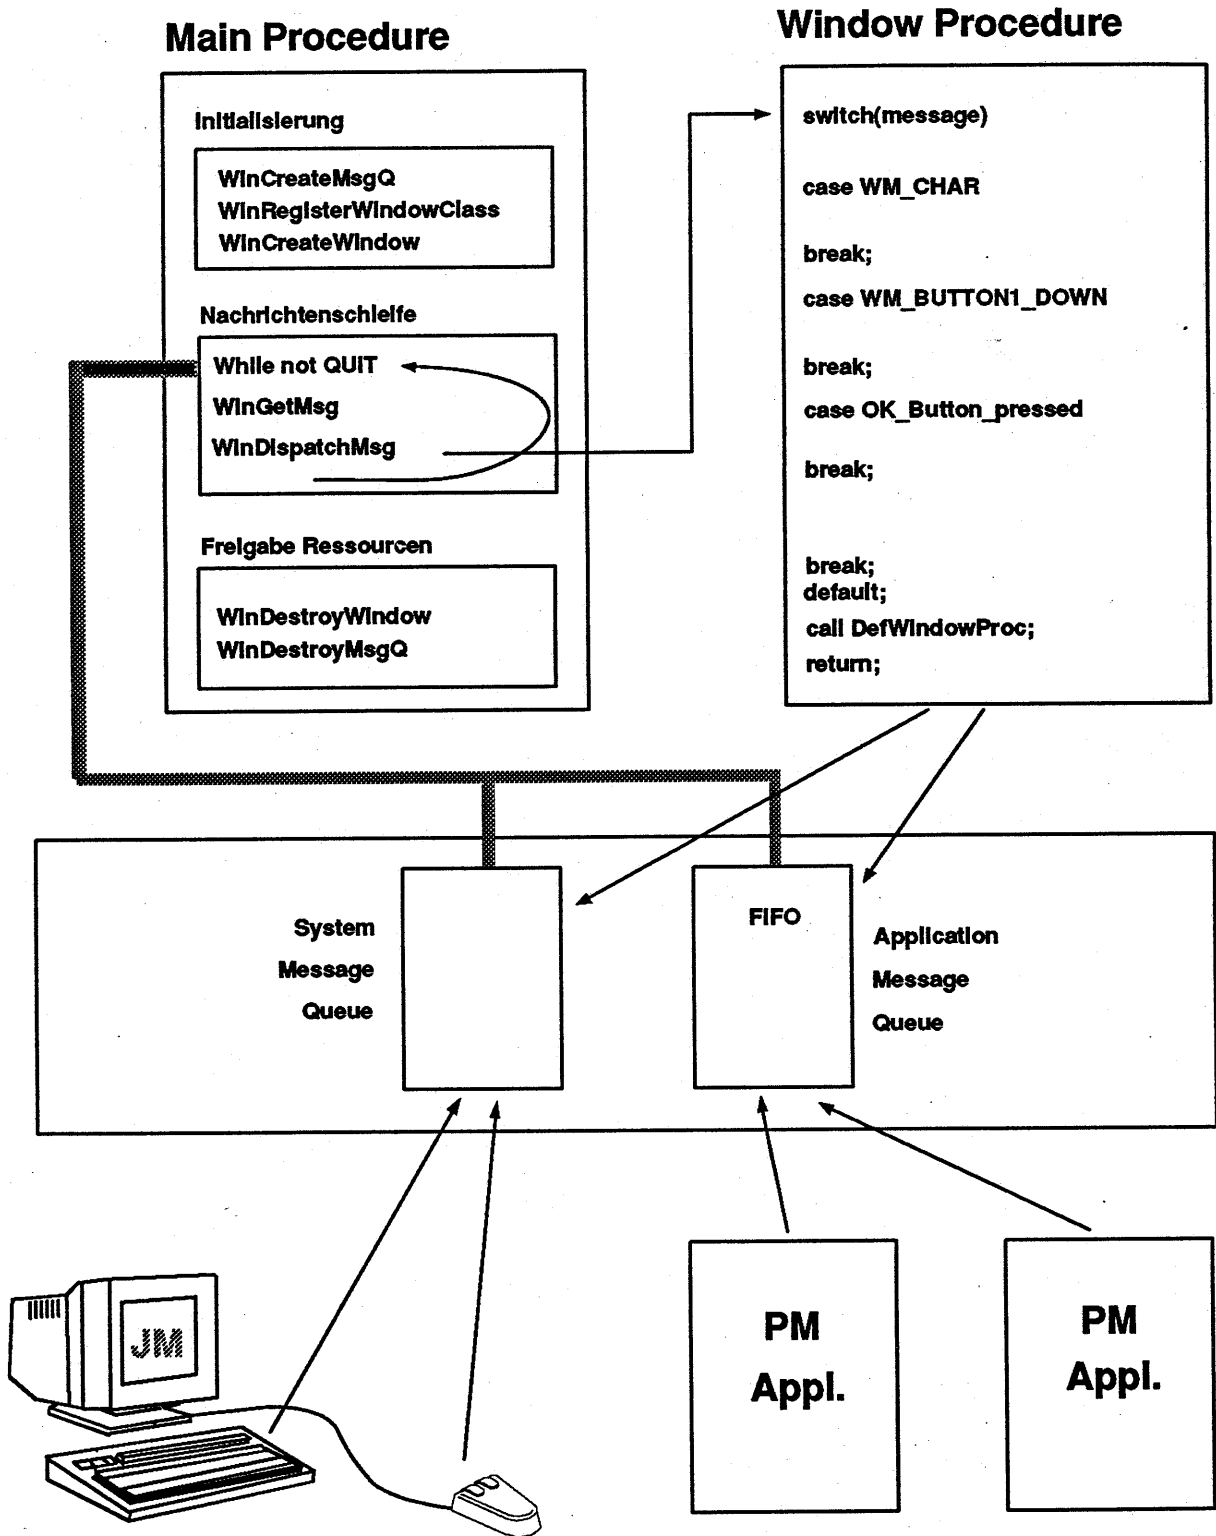 Main Procedure
Initialisierung
WinCreateMsgQ
WinRegisterWindowClass
WinCreateWindow
Nachrichtenschleife
While not QUIT
WinGetMsg
WinDispatchMsg
Freigabe Ressourcen
WinDestroyWindow
WinDestroyMsgQ
Window Procedure
switch(message)
case WM_CHAR
break;
case WM_BUTTON1_DOWN
break;
case OK_Button_pressed
break;
break;
default;
call DefWindowProc;
return;
System
Message
Queue
FIFO
Application
Message
Queue
JM
PM
Appl.
PM
Appl.